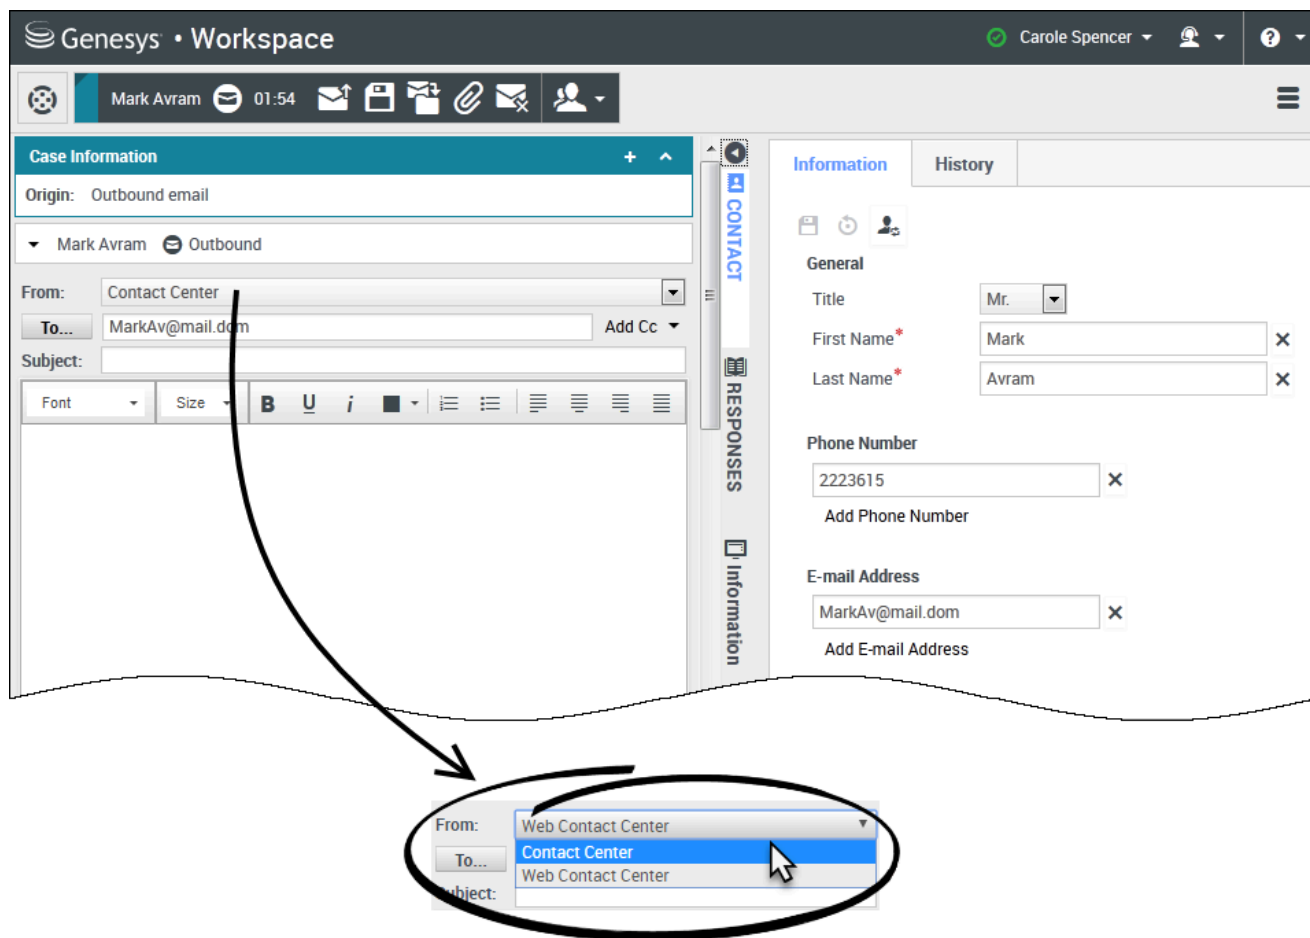 Genesys • Workspace
Carole Spencer
Mark Avram 01:54
Case Information
Origin: Outbound email
Mark Avram Outbound
From: Contact Center
To... MarkAv@mail.dom Add Cc
Subject:
Font Size B U i
CONTACT
RESPONSES
Information
Information History
General
Title Mr.
First Name* Mark
Last Name* Avram
Phone Number
2223615
Add Phone Number
E-mail Address
MarkAv@mail.dom
Add E-mail Address
From: Web Contact Center
To... Contact Center
Web Contact Center
Subject: